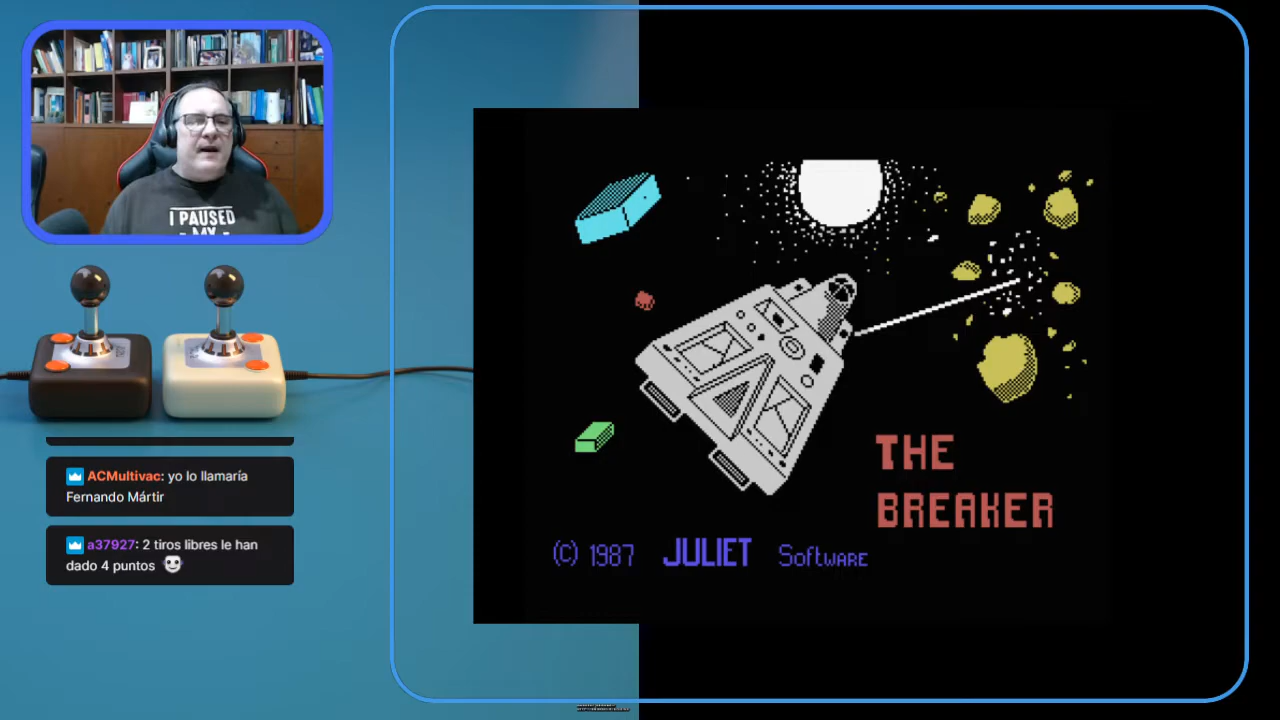 I PAUSED
MY
ACMultivac: yo lo llamaría
Fernando Mártir
a37927: 2 tiros libres le han
dado 4 puntos
THE
BREAKER
(C) 1987 JULIET Software